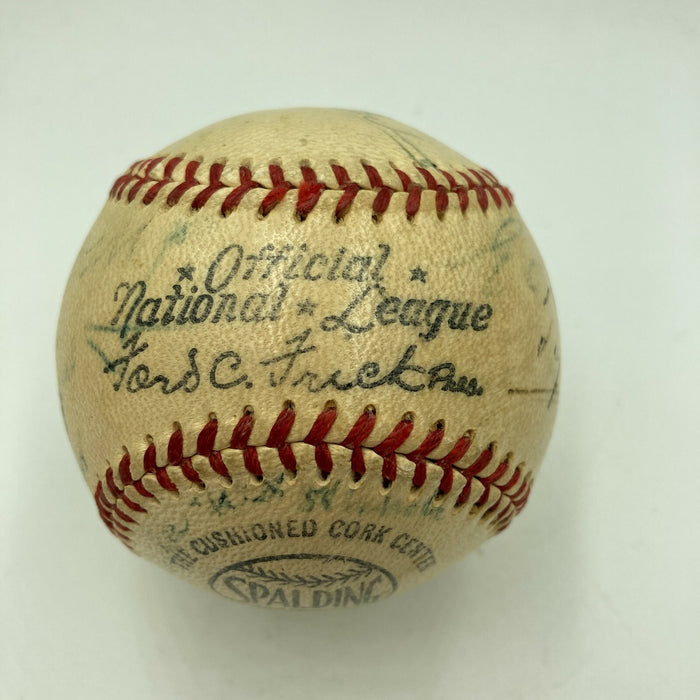 ★ Official ★
National ★ League
Ford C. Frick Pres.
THE CUSHIONED CORK CENTER
SPALDING